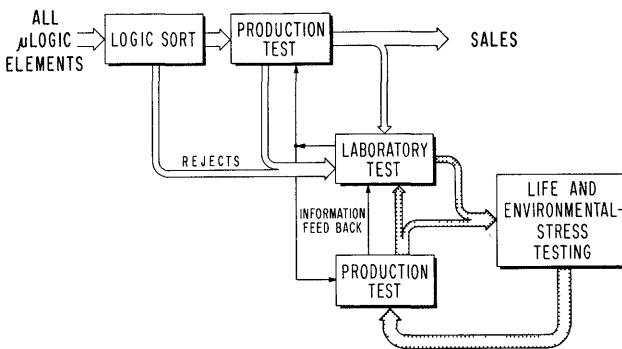 ALL
μLOGIC
ELEMENTS
LOGIC SORT
PRODUCTION
TEST
SALES
REJECTS
LABORATORY
TEST
INFORMATION
FEED BACK
PRODUCTION
TEST
LIFE AND
ENVIRONMENTAL-
STRESS
TESTING